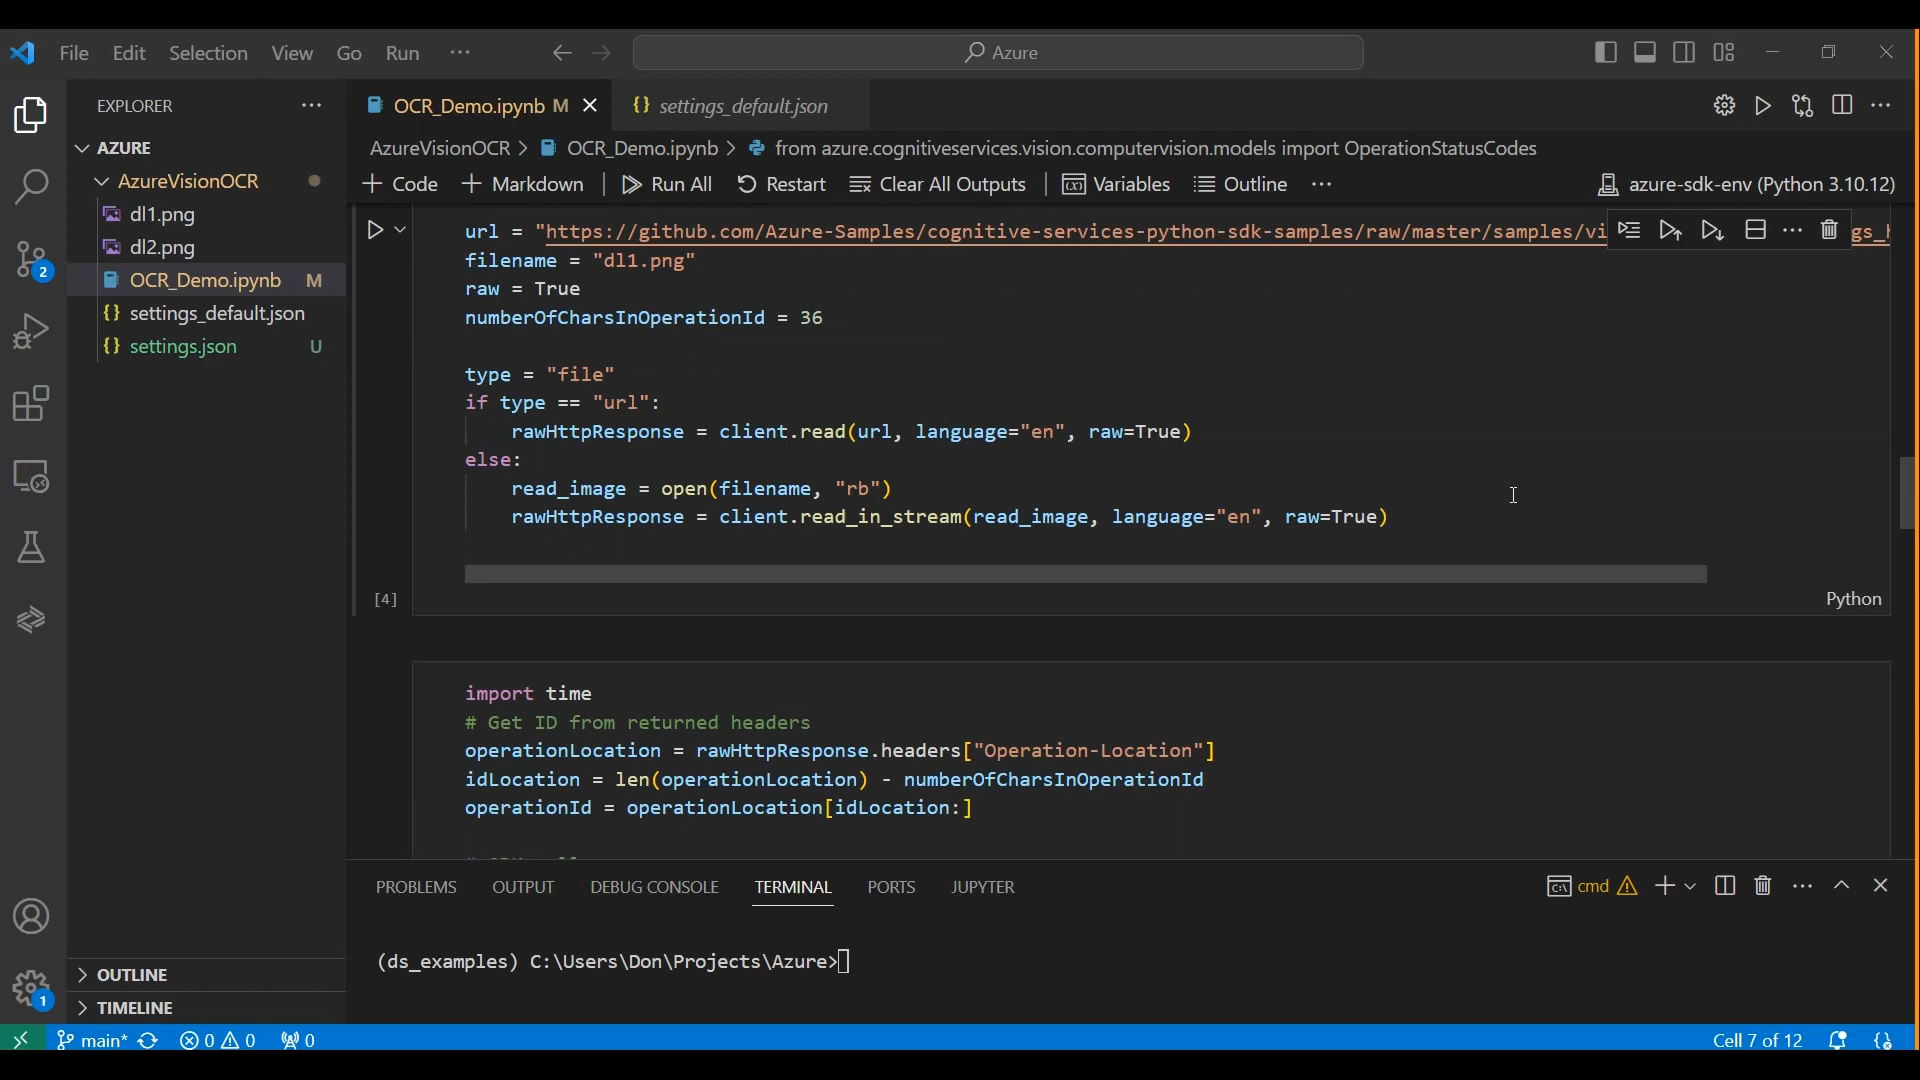 File Edit Selection View Go Run ··· Azure
EXPLORER ···
AZURE
AzureVisionOCR
dl1.png
dl2.png
OCR_Demo.ipynb M
settings_default.json
settings.json U
OUTLINE
TIMELINE
OCR_Demo.ipynb M settings_default.json
AzureVisionOCR > OCR_Demo.ipynb > from azure.cognitiveservices.vision.computervision.models import OperationStatusCodes
+ Code + Markdown Run All Restart Clear All Outputs Variables Outline ··· azure-sdk-env (Python 3.10.12)
url = "https://github.com/Azure-Samples/cognitive-services-python-sdk-samples/raw/master/samples/vi
filename = "dl1.png"
raw = True
numberOfCharsInOperationId = 36
type = "file"
if type == "url":
rawHttpResponse = client.read(url, language="en", raw=True)
else:
read_image = open(filename, "rb")
rawHttpResponse = client.read_in_stream(read_image, language="en", raw=True)
[4] Python
import time
# Get ID from returned headers
operationLocation = rawHttpResponse.headers["Operation-Location"]
idLocation = len(operationLocation) - numberOfCharsInOperationId
operationId = operationLocation[idLocation:]
PROBLEMS OUTPUT DEBUG CONSOLE TERMINAL PORTS JUPYTER cmd
(ds_examples) C:\Users\Don\Projects\Azure>
2
1
main* 0 0 0 Cell 7 of 12